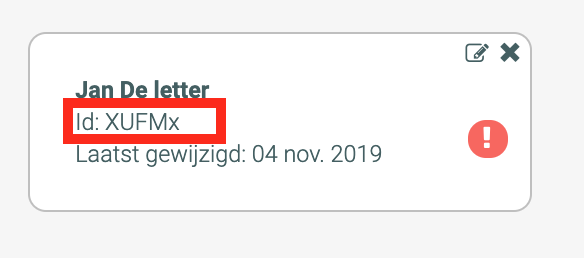 Jan De letter
Id: XUFMx
Laatst gewijzigd: 04 nov. 2019
!